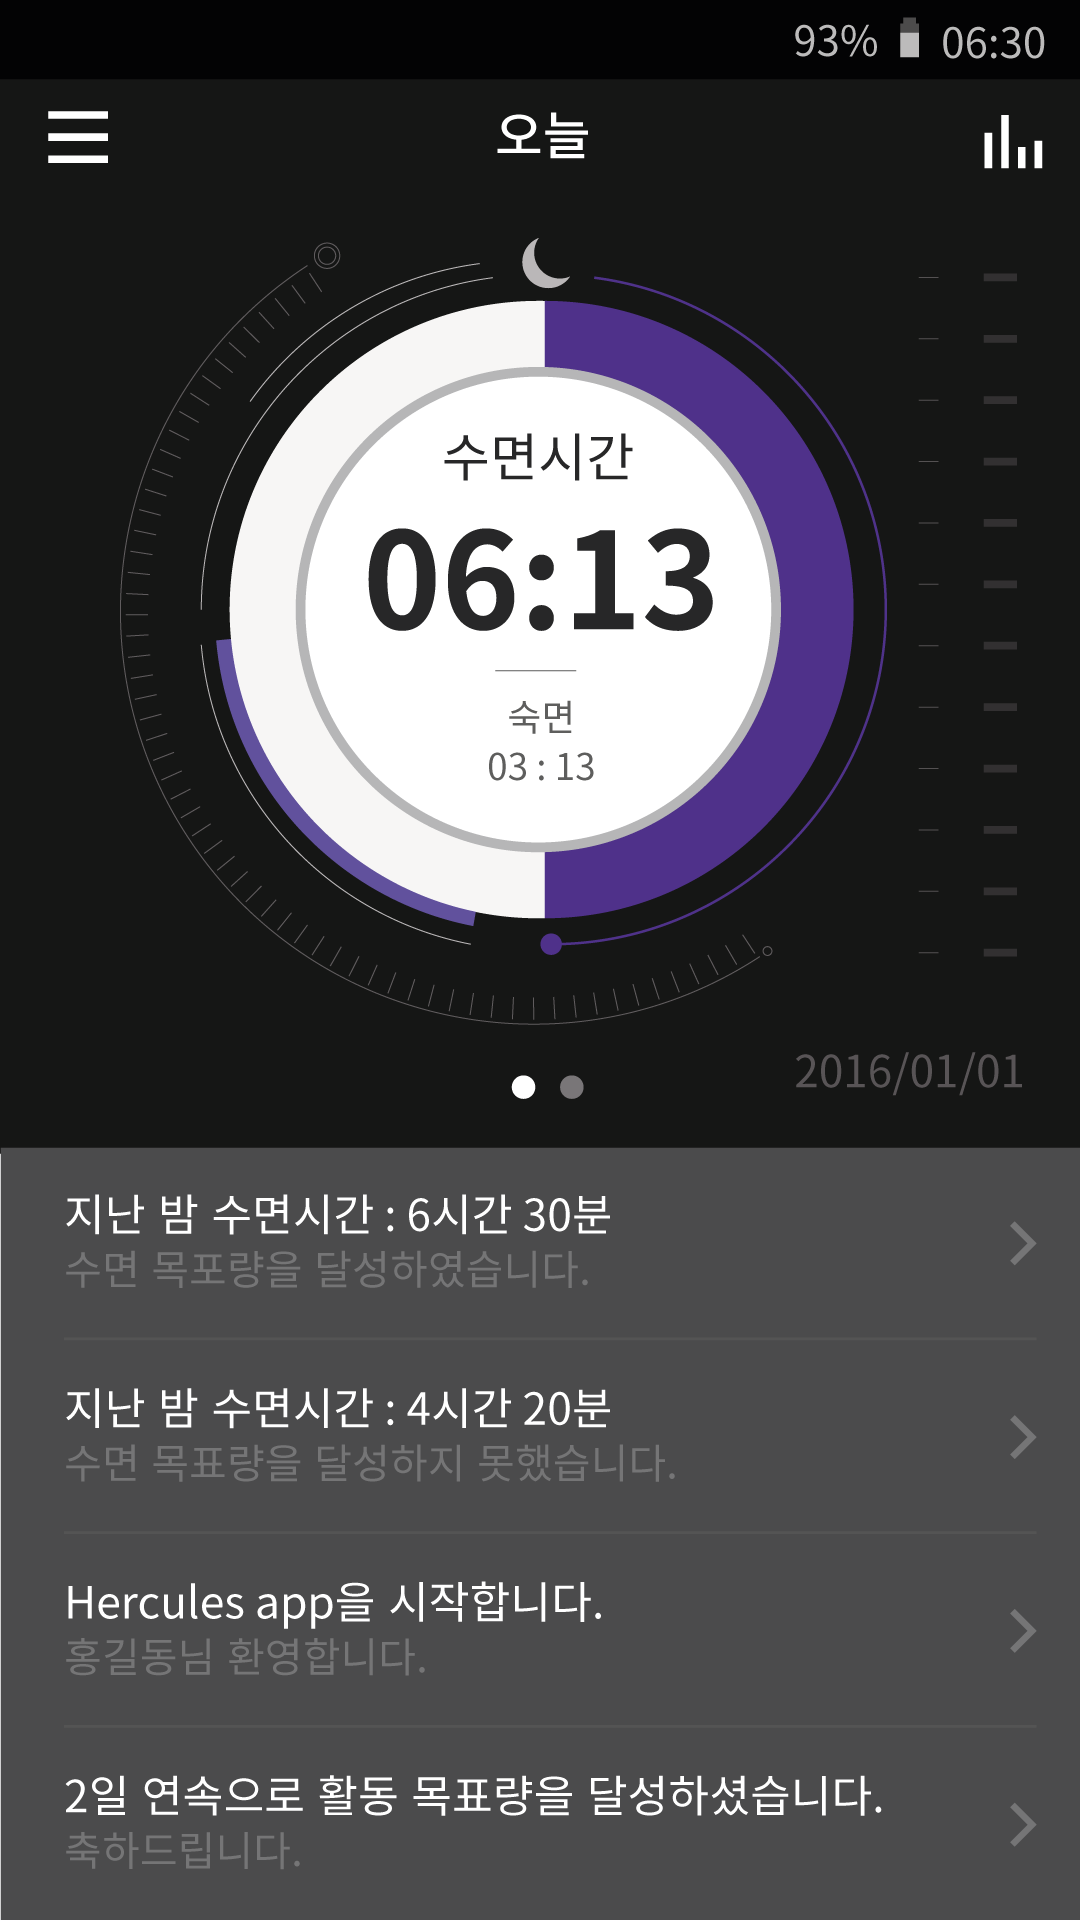 93% 06:30
오늘
수면시간
06:13
숙면
03 : 13
2016/01/01
지난 밤 수면시간 : 6시간 30분
수면 목포량을 달성하였습니다.
지난 밤 수면시간 : 4시간 20분
수면 목표량을 달성하지 못했습니다.
Hercules app을 시작합니다.
홍길동님 환영합니다.
2일 연속으로 활동 목표량을 달성하셨습니다.
축하드립니다.